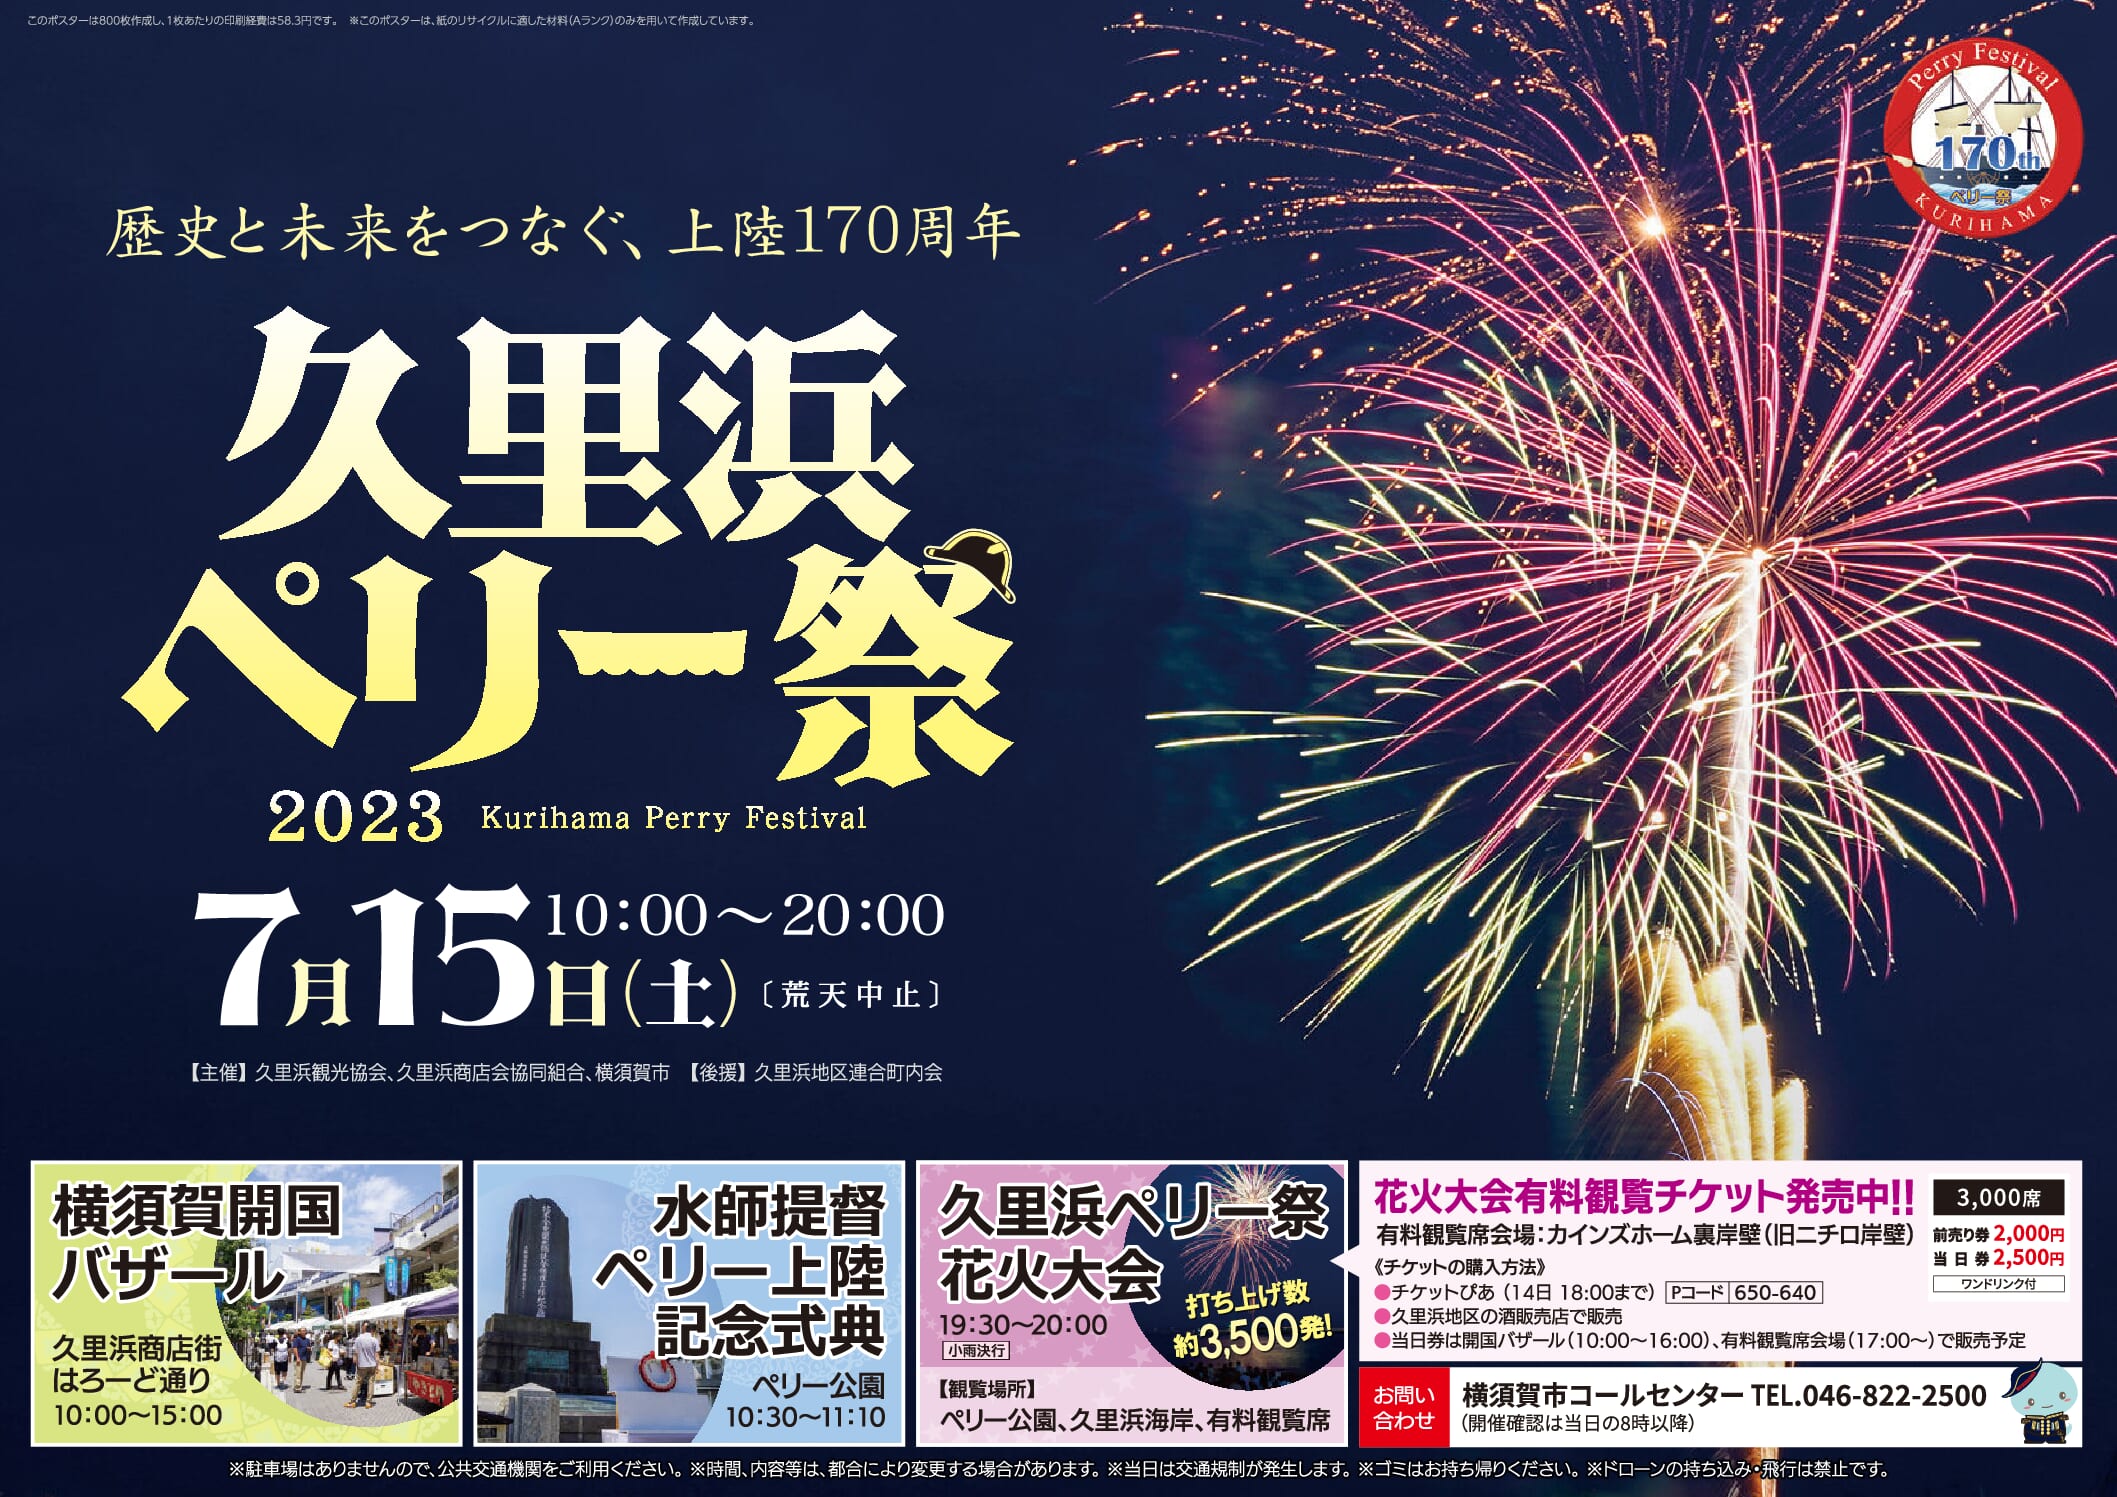 このポスターは800枚作成し、1枚あたりの印刷経費は58.3円です。 ※このポスターは、紙のリサイクルに適した材料(Aランク)のみを用いて作成しています。
Perry Festival
170th
ペリー祭
KURIHAMA
歴史と未来をつなぐ、上陸170周年
久里浜
ペリー祭
2023 Kurihama Perry Festival
7月15日(土) 10:00〜20:00
〔荒天中止〕
【主催】久里浜観光協会、久里浜商店会協同組合、横須賀市 【後援】久里浜地区連合町内会
横須賀開国
バザール
久里浜商店街
はろーど通り
10:00〜15:00
水師提督
ペリー上陸
記念式典
ペリー公園
10:30〜11:10
久里浜ペリー祭
花火大会
19:30〜20:00
小雨決行
打ち上げ数
約3,500発!
【観覧場所】
ペリー公園、久里浜海岸、有料観覧席
花火大会有料観覧チケット発売中!!
有料観覧席会場:カインズホーム裏岸壁(旧ニチロ岸壁)
3,000席
前売り券 2,000円
当日券 2,500円
ワンドリンク付
《チケットの購入方法》
●チケットぴあ(14日 18:00まで) Pコード 650-640
●久里浜地区の酒販売店で販売
●当日券は開国バザール(10:00〜16:00)、有料観覧席会場(17:00〜)で販売予定
お問い
合わせ
横須賀市コールセンター TEL.046-822-2500
(開催確認は当日の8時以降)
※駐車場はありませんので、公共交通機関をご利用ください。※時間、内容等は、都合により変更する場合があります。※当日は交通規制が発生します。※ゴミはお持ち帰りください。※ドローンの持ち込み・飛行は禁止です。